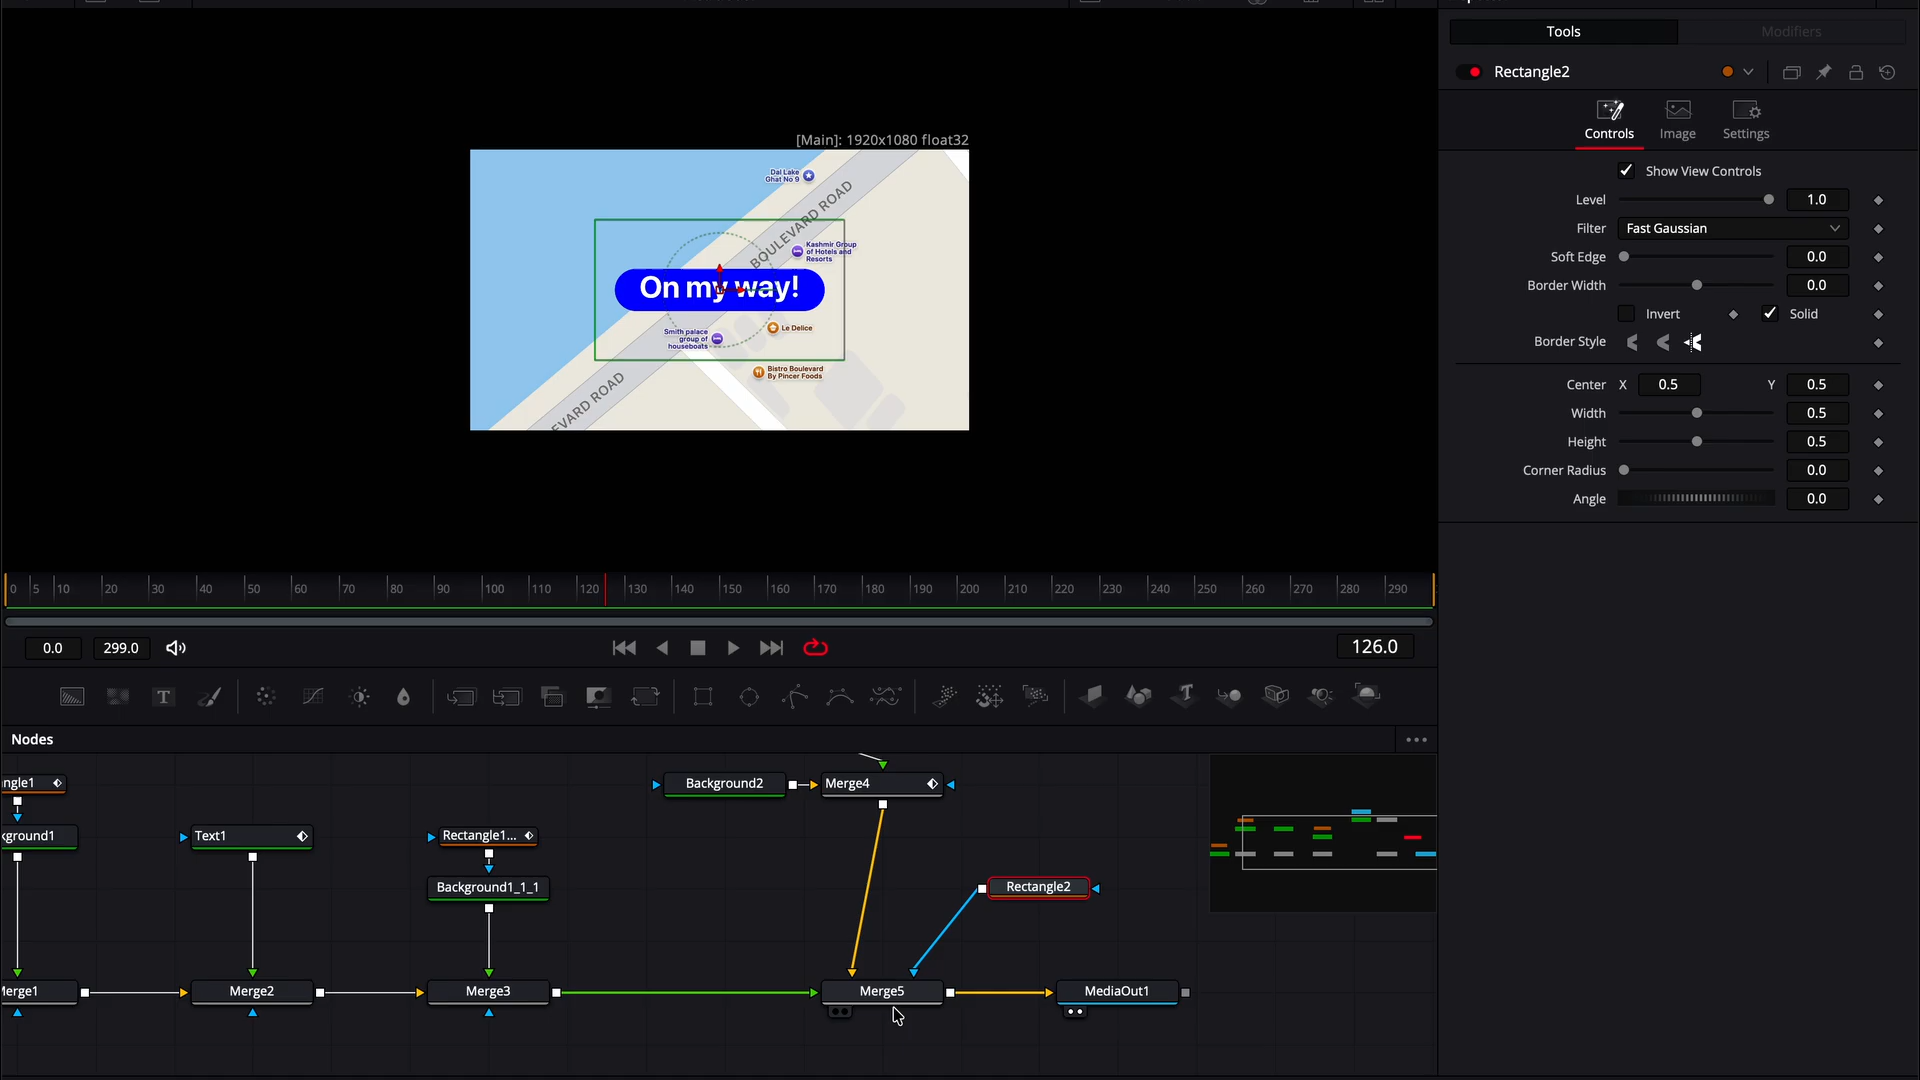 Tools
Modifiers
Rectangle2
Controls
Image
Settings
[Main]: 1920x1080 float32
Show View Controls
Level
1.0
Filter
Fast Gaussian
Soft Edge
0.0
Border Width
0.0
Invert
Solid
Border Style
Center
X
0.5
Y
0.5
Width
0.5
Height
0.5
Corner Radius
0.0
Angle
0.0
Dal Lake
Ghat No 9
BOULEVARD ROAD
Kashmir Group
of Hotels and
Resorts
On my way!
Le Delice
Smith palace
group of
houseboats
Bistro Boulevard
By Pincer Foods
EVARD ROAD
0 5 10 20 30 40 50 60 70 80 90 100 110 120 130 140 150 160 170 180 190 200 210 220 230 240 250 260 270 280 290
0.0
299.0
126.0
T
Nodes
angle1
Background2
Merge4
kground1
Text1
Rectangle1...
Background1_1_1
Rectangle2
Merge1
Merge2
Merge3
Merge5
MediaOut1